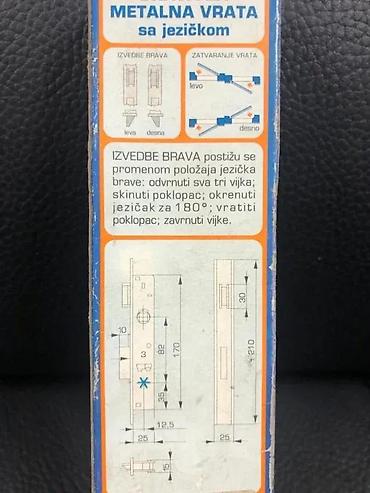 METALNA VRATA
sa jezičkom
IZVEDBE BRAVA
leva desna
ZATVARANJE VRATA
levo
desno
IZVEDBE BRAVA postižu se
promenom položaja jezička
brave: odvrnuti sva tri vijka;
skinuti poklopac; okrenuti
jezičak za 180°; vratiti
poklopac; zavrnuti vijke.
10
3
82
170
35
12,5
25
30
210
25
15